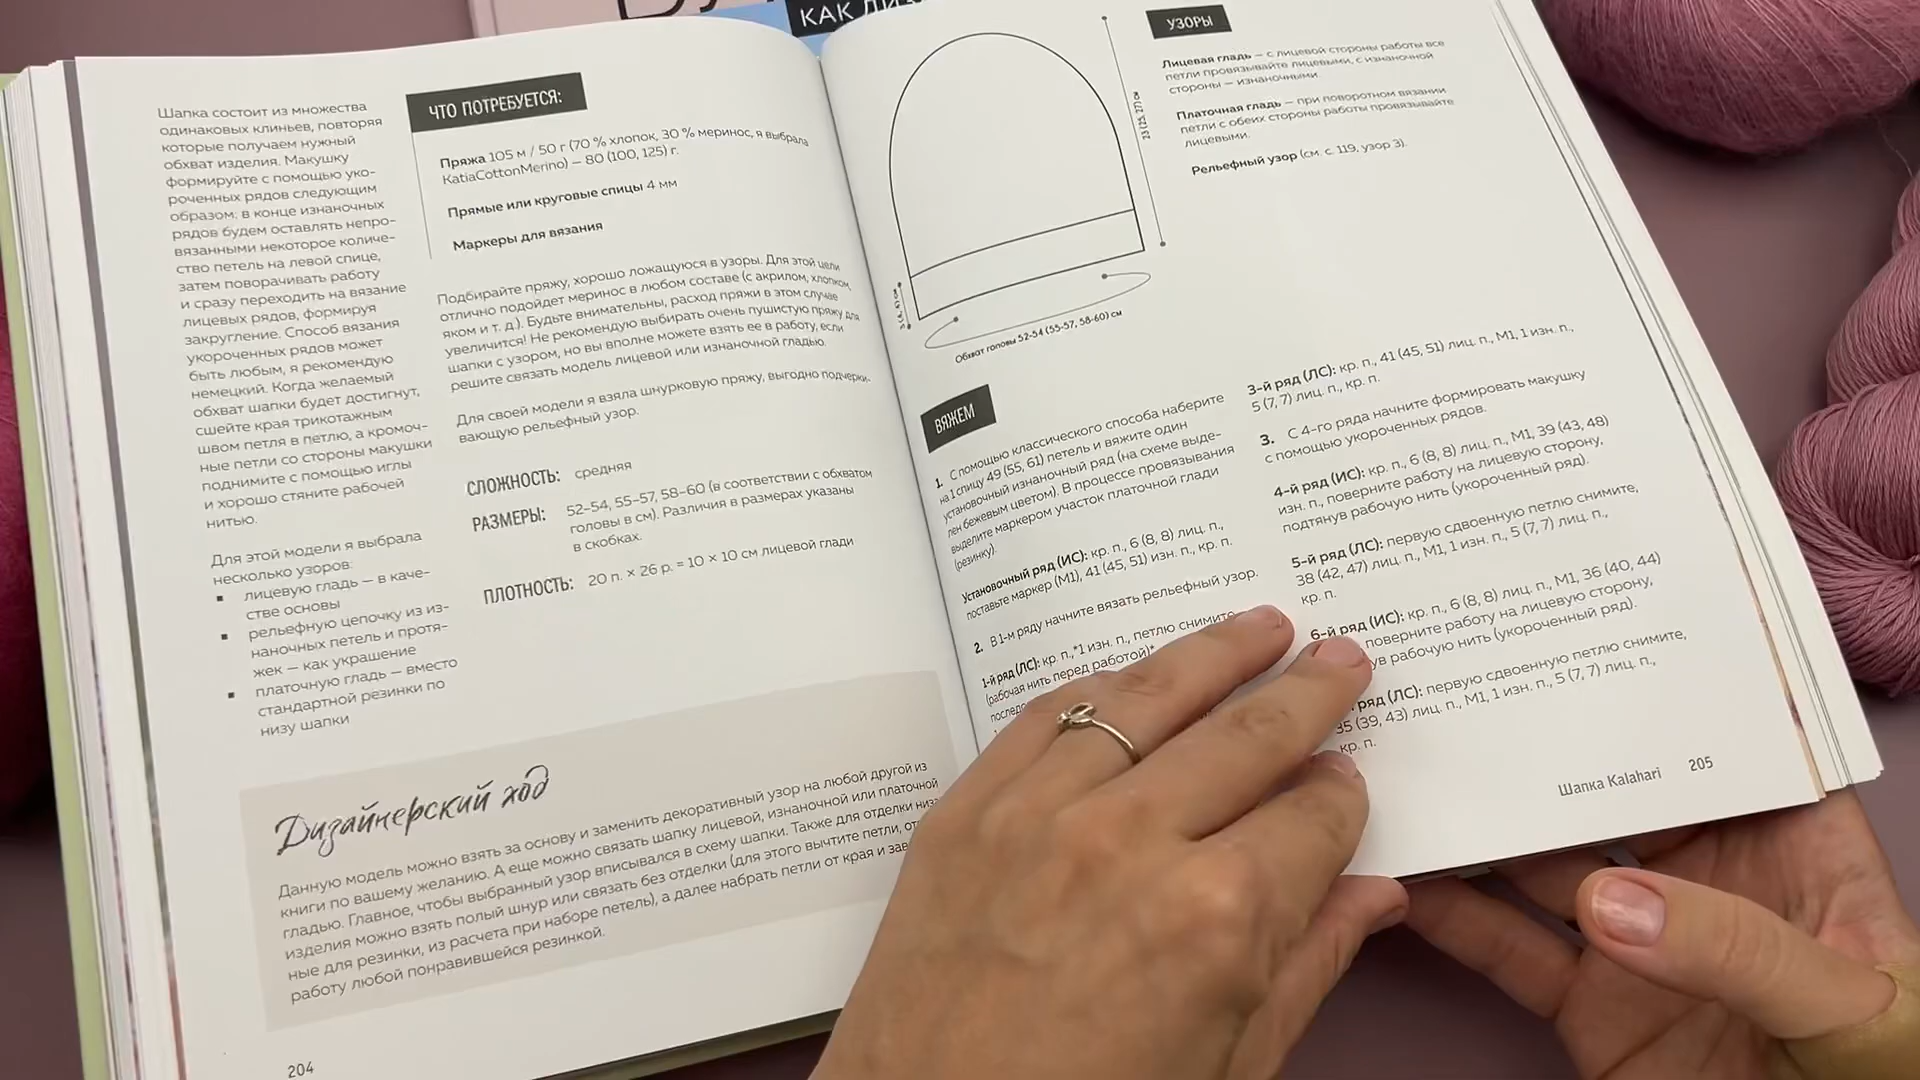 КАК
Шапка состоит из множества
одинаковых клиньев, повторяя
которые получаем нужный
обхват изделия. Макушку
формируйте с помощью уко-
роченных рядов следующим
образом: в конце изнаночных
рядов будем оставлять непро-
вязанными некоторое количе-
ство петель на левой спице,
затем поворачивать работу
и сразу переходить на вязание
лицевых рядов, формируя
закругление. Способ вязания
укороченных рядов может
быть любым, я рекомендую
немецкий. Когда желаемый
обхват шапки будет достигнут,
сшейте края трикотажным
швом петля в петлю, а кромоч-
ные петли со стороны макушки
поднимите с помощью иглы
и хорошо стяните рабочей
нитью.
Для этой модели я выбрала
несколько узоров:
▪ лицевую гладь — в каче-
стве основы
▪ рельефную цепочку из из-
наночных петель и протя-
жек — как украшение
▪ платочную гладь — вместо
стандартной резинки по
низу шапки
ЧТО ПОТРЕБУЕТСЯ:
Пряжа 105 м / 50 г (70 % хлопок, 30 % меринос, я выбрала
KatiaCottonMerino) — 80 (100, 125) г.
Прямые или круговые спицы 4 мм
Маркеры для вязания
Подбирайте пряжу, хорошо ложащуюся в узоры. Для этой цели
отлично подойдет меринос в любом составе (с акрилом, хлопком,
яком и т. д.). Будьте внимательны, расход пряжи в этом случае
увеличится! Не рекомендую выбирать очень пушистую пряжу для
шапки с узором, но вы вполне можете взять ее в работу, если
решите связать модель лицевой или изнаночной гладью.
Для своей модели я взяла шнурковую пряжу, выгодно подчерки-
вающую рельефный узор.
СЛОЖНОСТЬ: средняя
РАЗМЕРЫ: 52–54, 55–57, 58–60 (в соответствии с обхватом
головы в см). Различия в размерах указаны
в скобках.
ПЛОТНОСТЬ: 20 п. × 26 р. = 10 × 10 см лицевой глади
Дизайнерский ход
Данную модель можно взять за основу и заменить декоративный узор на любой другой из
книги по вашему желанию. А еще можно связать шапку лицевой, изнаночной или платочной
гладью. Главное, чтобы выбранный узор вписывался в схему шапки. Также для отделки низа
изделия можно взять полый шнур или связать без отделки (для этого вычтите петли,
ные для резинки, из расчета при наборе петель), а далее набрать петли от края и
работу любой понравившейся резинкой.
204
23 (25, 27) см
Обхват головы 52-54 (55-57, 58-60) см
УЗОРЫ
Лицевая гладь — с лицевой стороны работы все
петли провязывайте лицевыми, с изнаночной
стороны — изнаночными
Платочная гладь — при поворотном вязании
петли с обеих стороны работы провязывайте
лицевыми.
Рельефный узор (см. с. 119, узор 3).
ВЯЖЕМ
1. С помощью классического способа наберите
на 1 спицу 49 (55, 61) петель и вяжите один
установочный изнаночный ряд (на схеме выде-
лен бежевым цветом). В процессе провязывания
выделите маркером участок платочной глади
(резинку).
Установочный ряд (ИС): кр. п., 6 (8, 8) лиц. п.,
поставьте маркер (М1), 41 (45, 51) изн. п., кр. п.
2. В 1-м ряду начните вязать рельефный узор.
1-й ряд (ЛС): кр. п.,*1 изн. п., петлю снимите
(рабочая нить перед работой)*
3-й ряд (ЛС): кр. п., 41 (45, 51) лиц. п., М1, 1 изн. п.,
5 (7, 7) лиц. п., кр. п.
3. С 4-го ряда начните формировать макушку
с помощью укороченных рядов.
4-й ряд (ИС): кр. п., 6 (8, 8) лиц. п., М1, 39 (43, 48)
изн. п., поверните работу на лицевую сторону,
подтянув рабочую нить (укороченный ряд).
5-й ряд (ЛС): первую сдвоенную петлю снимите,
38 (42, 47) лиц. п., М1, 1 изн. п., 5 (7, 7) лиц. п.,
кр. п.
6-й ряд (ИС): кр. п., 6 (8, 8) лиц. п., М1, 36 (40, 44)
поверните работу на лицевую сторону,
рабочую нить (укороченный ряд).
ряд (ЛС): первую сдвоенную петлю снимите,
35 (39, 43) лиц. п., М1, 1 изн. п., 5 (7, 7) лиц. п.,
кр. п.
Шапка Kalahari 205